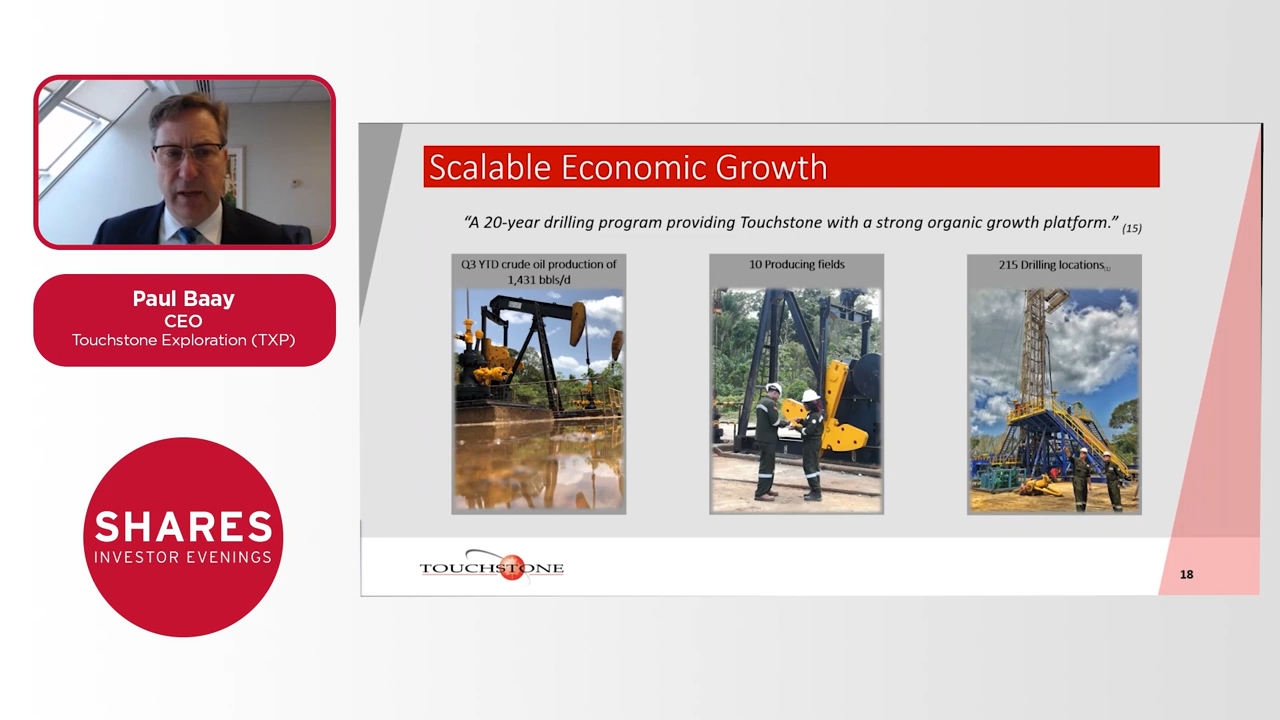 Paul Baay
CEO
Touchstone Exploration (TXP)
SHARES
INVESTOR EVENINGS
Scalable Economic Growth
“A 20-year drilling program providing Touchstone with a strong organic growth platform.” (15)
Q3 YTD crude oil production of
1,431 bbls/d
10 Producing fields
215 Drilling locations
TOUCHSTONE
18